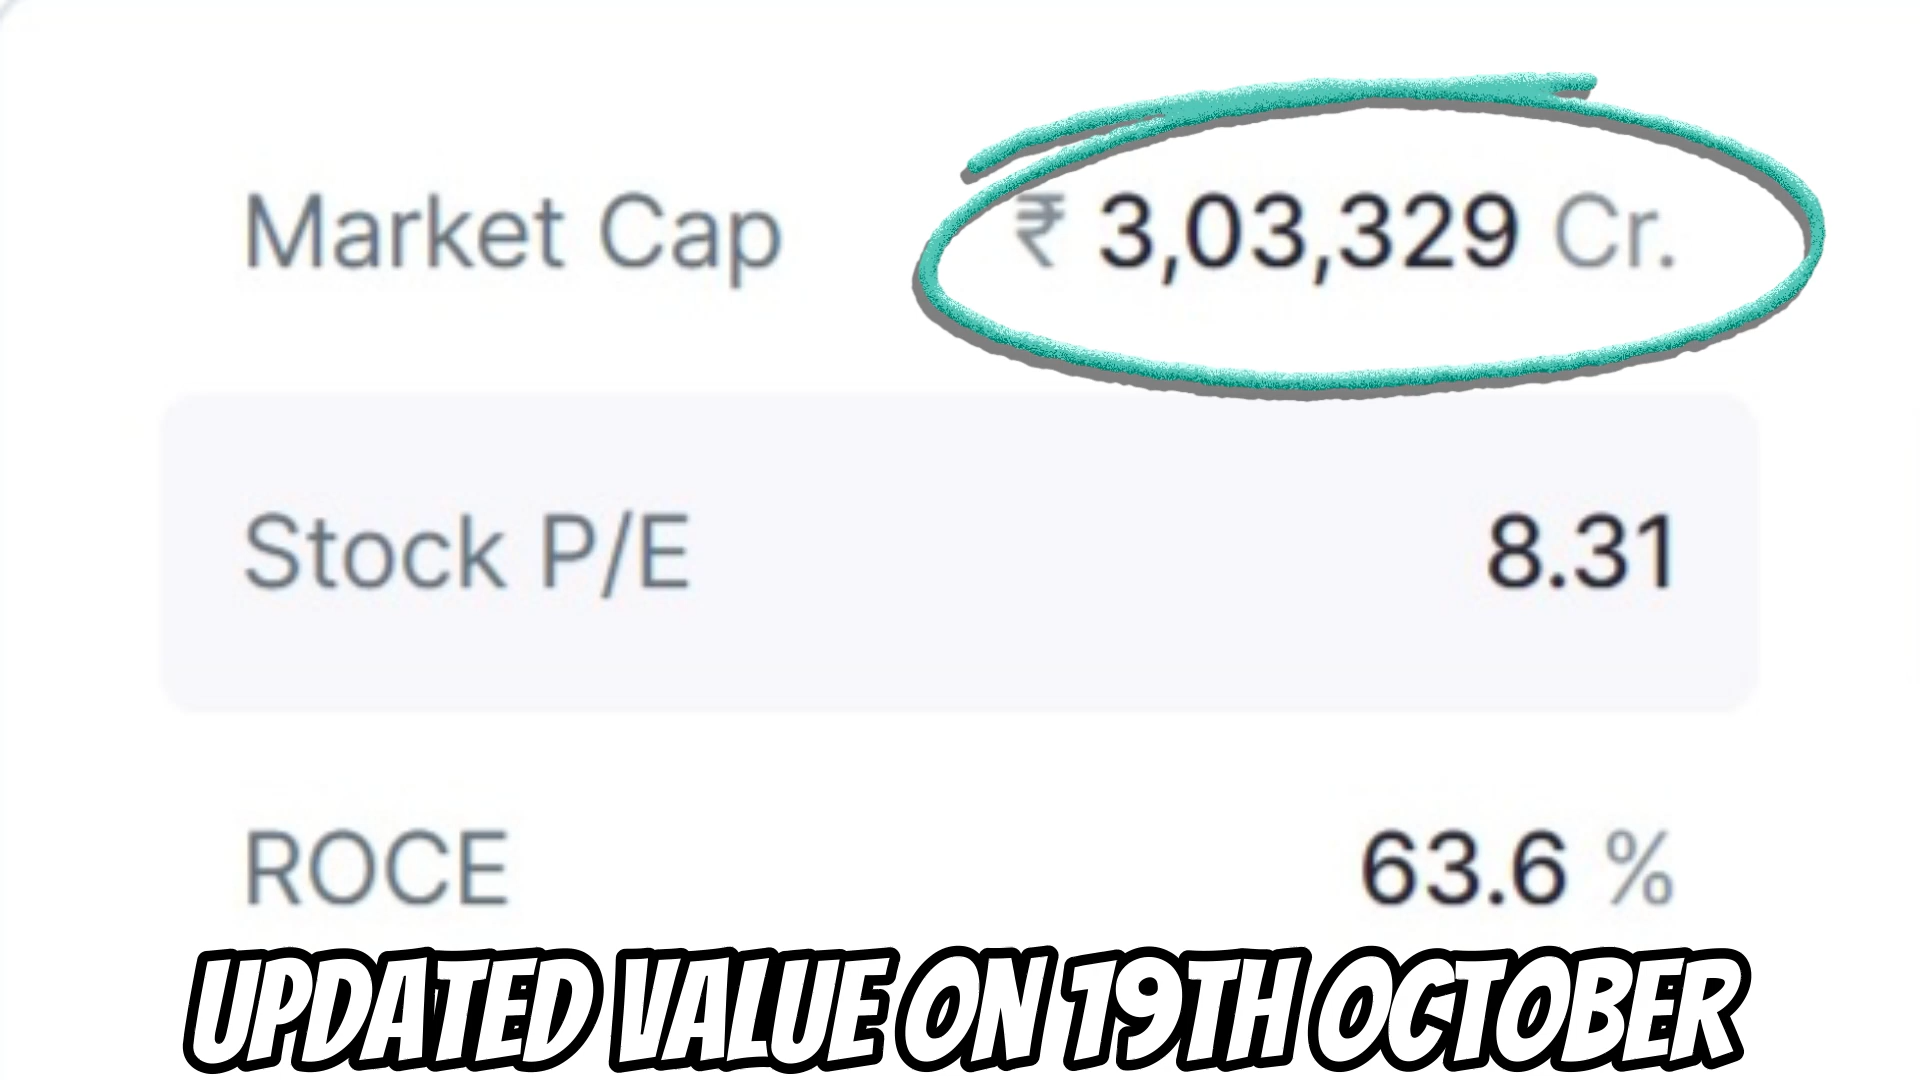 Market Cap ₹ 3,03,329 Cr.
Stock P/E 8.31
ROCE 63.6 %
UPDATED VALUE ON 19TH OCTOBER